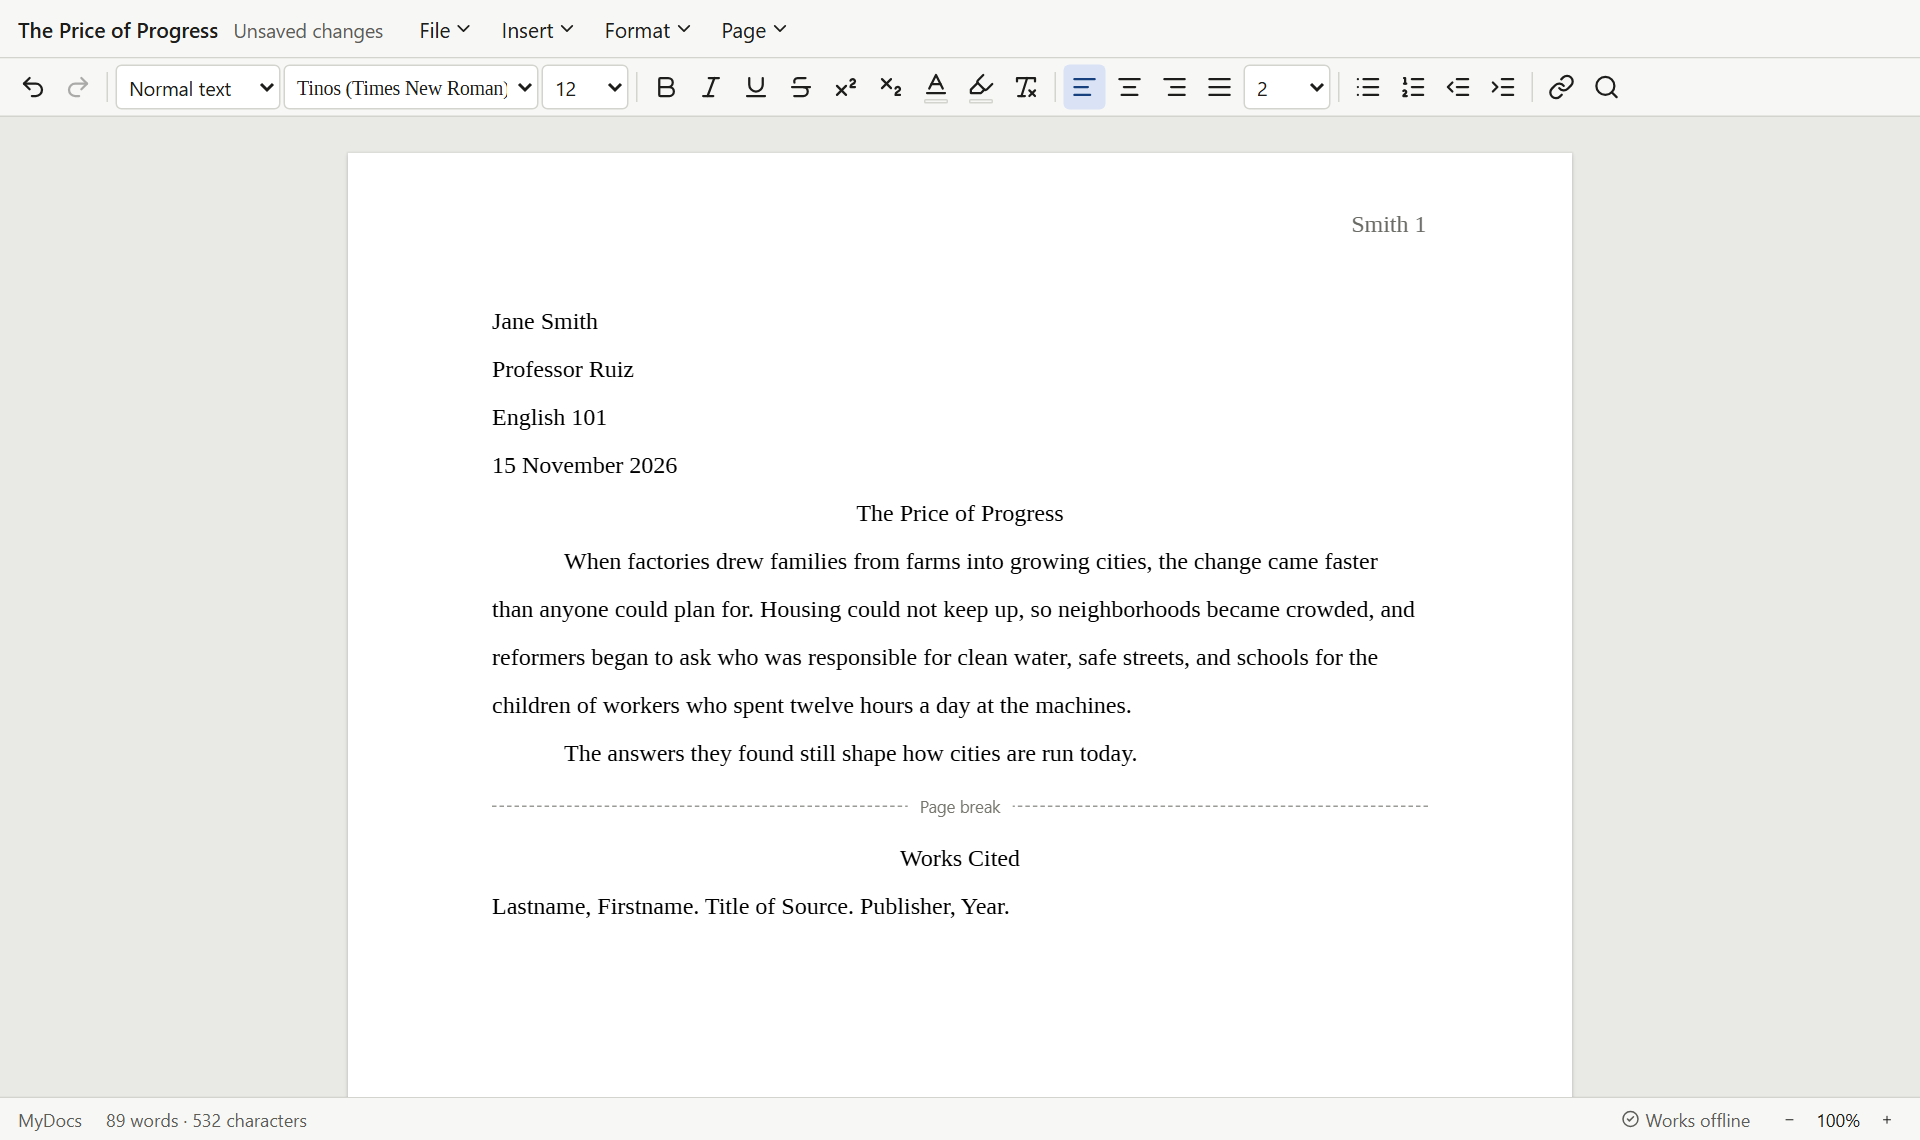 The Price of Progress Unsaved changes File Insert Format Page
Normal text Tinos (Times New Roman) 12 2
Smith 1
Jane Smith
Professor Ruiz
English 101
15 November 2026
The Price of Progress
When factories drew families from farms into growing cities, the change came faster
than anyone could plan for. Housing could not keep up, so neighborhoods became crowded, and
reformers began to ask who was responsible for clean water, safe streets, and schools for the
children of workers who spent twelve hours a day at the machines.
The answers they found still shape how cities are run today.
Page break
Works Cited
Lastname, Firstname. Title of Source. Publisher, Year.
MyDocs 89 words · 532 characters Works offline − 100% +